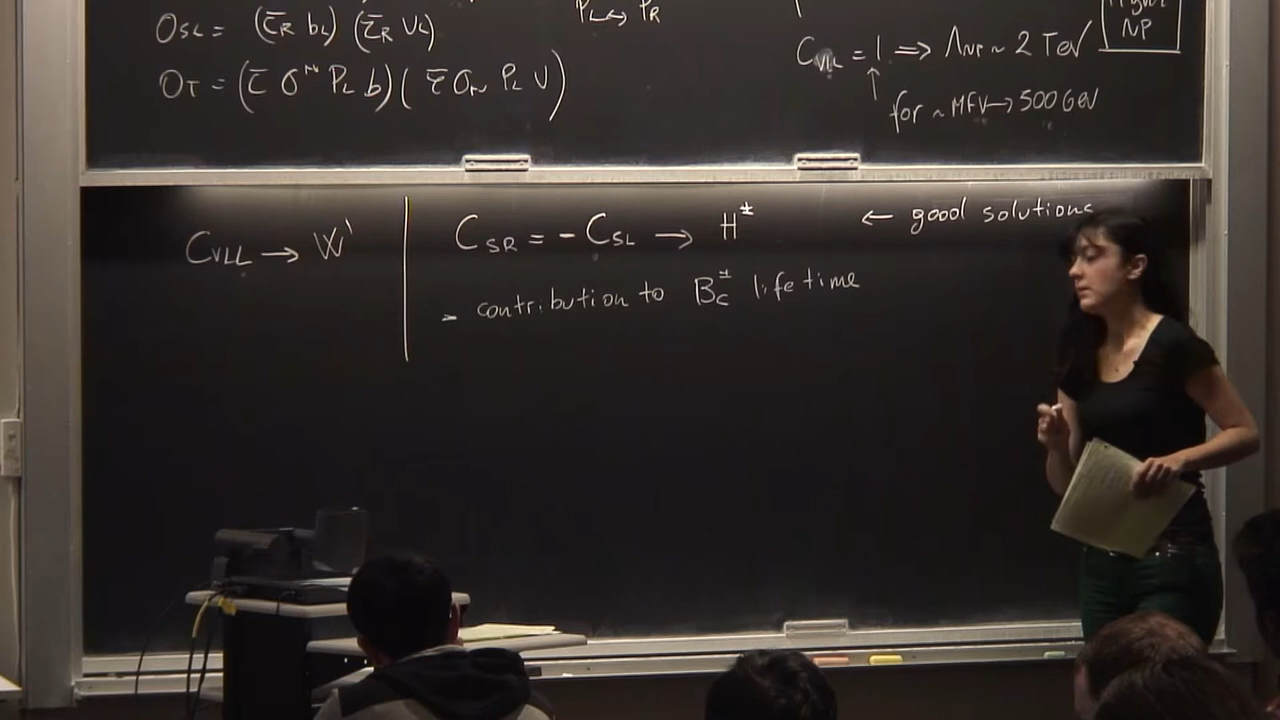 O_SL = (c̄_R b_L) (τ̄_R ν_L)
P_L ↔ P_R
O_T = (c̄ σ^μν P_L b) (τ̄ σ_μν P_L ν)
NP
C_VLL = 1 ⇒ Λ_NP ~ 2 TeV
↑
for ~ MFV → 500 GeV
C_VLL → W'
C_SR = - C_SL → H^±
← good solutions
- contribution to B_c^± lifetime